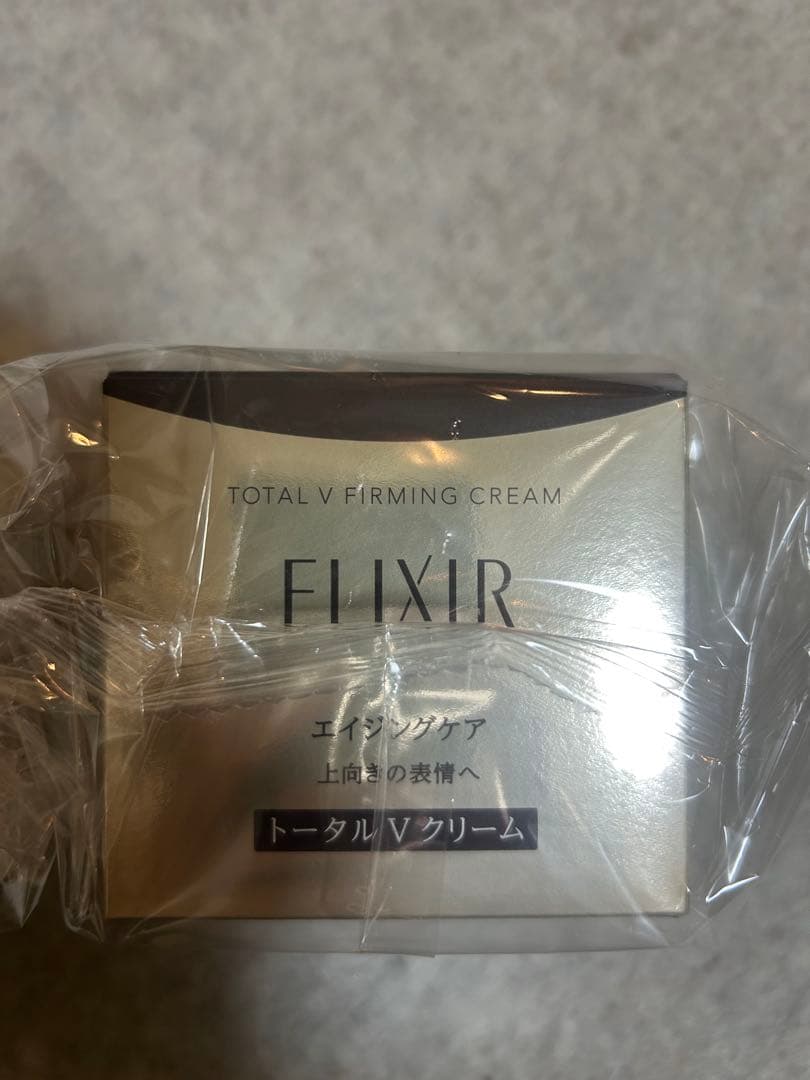 TOTAL V FIRMING CREAM
ELIXIR
エイジングケア
上向きの表情へ
トータル V クリーム